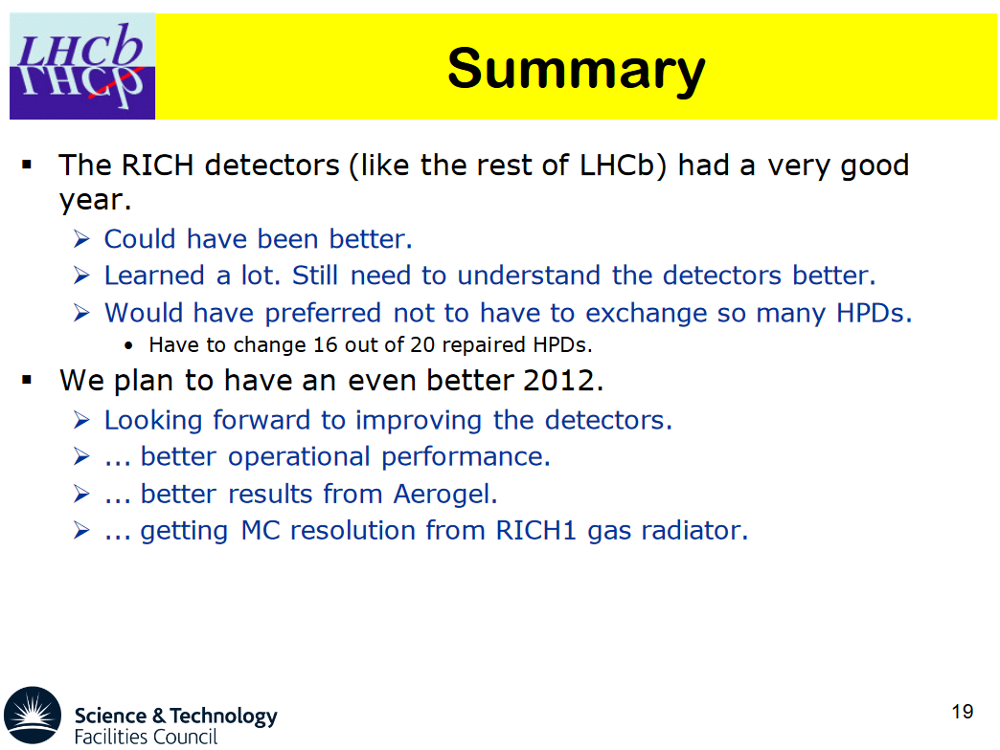 LHCb
LHCp
Summary
▪ The RICH detectors (like the rest of LHCb) had a very good
year.
➢ Could have been better.
➢ Learned a lot. Still need to understand the detectors better.
➢ Would have preferred not to have to exchange so many HPDs.
• Have to change 16 out of 20 repaired HPDs.
▪ We plan to have an even better 2012.
➢ Looking forward to improving the detectors.
➢ ... better operational performance.
➢ ... better results from Aerogel.
➢ ... getting MC resolution from RICH1 gas radiator.
Science & Technology
Facilities Council
19